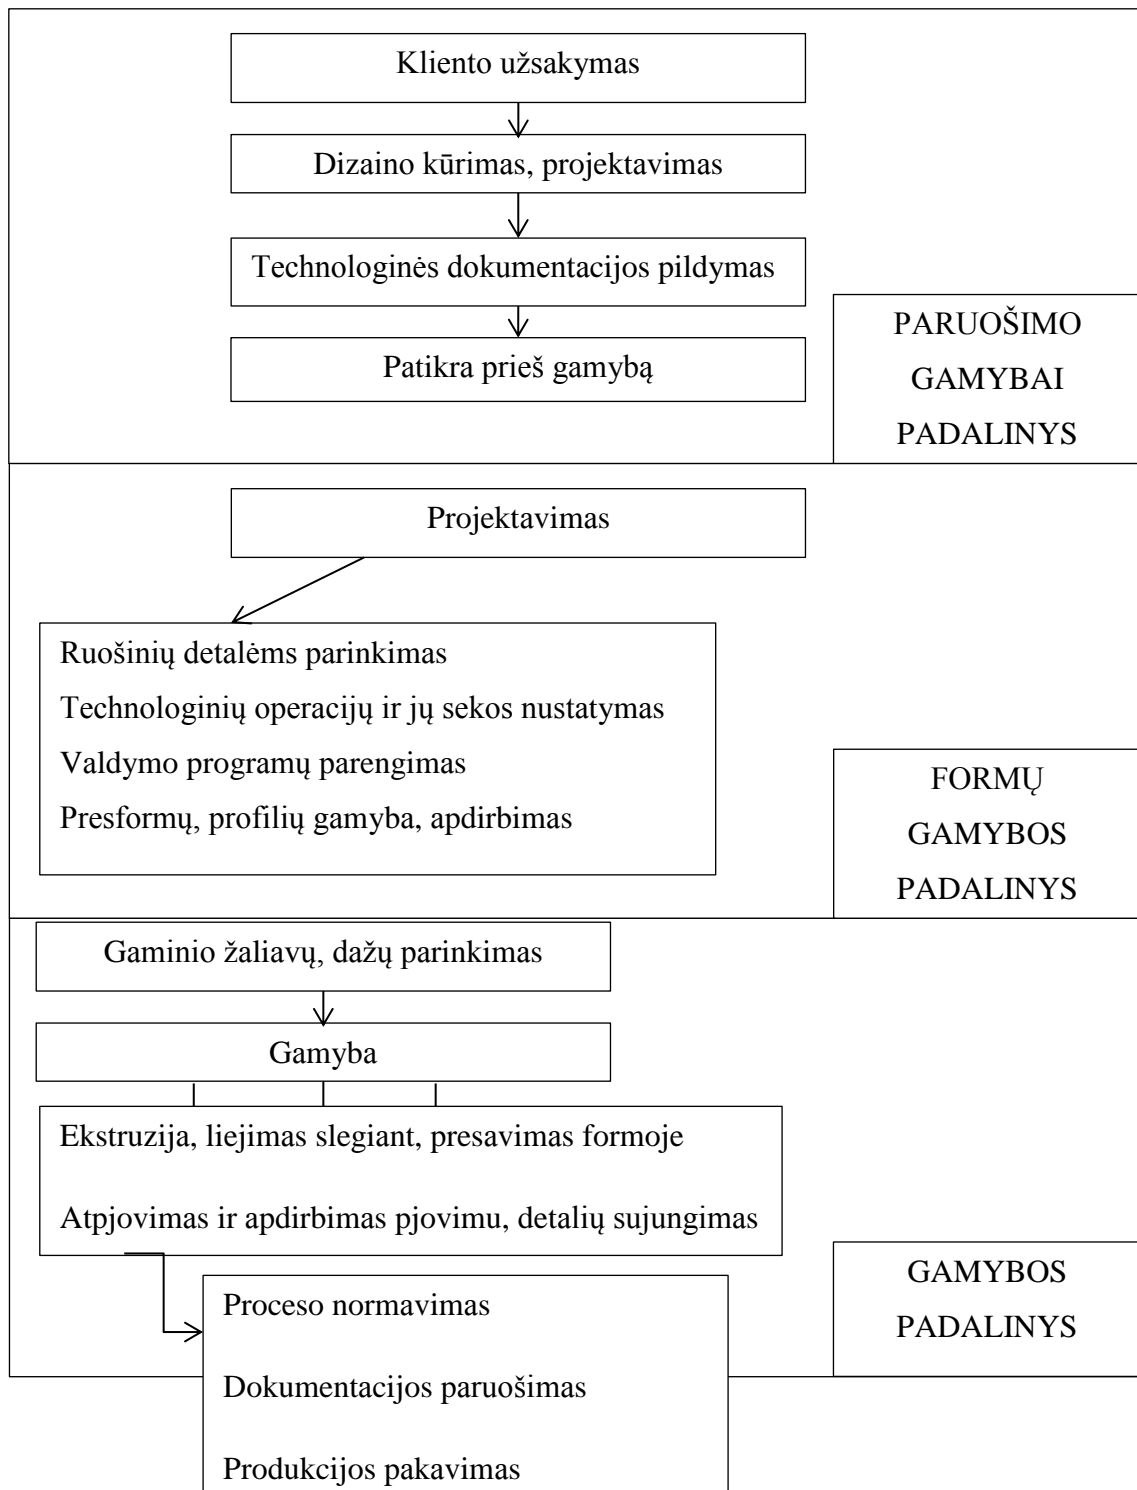 Kliento užsakymas
Dizaino kūrimas, projektavimas
Technologinės dokumentacijos pildymas
Patikra prieš gamybą
PARUOŠIMO
GAMYBAI
PADALINYS
Projektavimas
Ruošinių detalėms parinkimas
Technologinių operacijų ir jų sekos nustatymas
Valdymo programų parengimas
Presformų, profilių gamyba, apdirbimas
FORMŲ
GAMYBOS
PADALINYS
Gaminio žaliavų, dažų parinkimas
Gamyba
Ekstruzija, liejimas slegiant, presavimas formoje
Atpjovimas ir apdirbimas pjovimu, detalių sujungimas
GAMYBOS
PADALINYS
Proceso normavimas
Dokumentacijos paruošimas
Produkcijos pakavimas